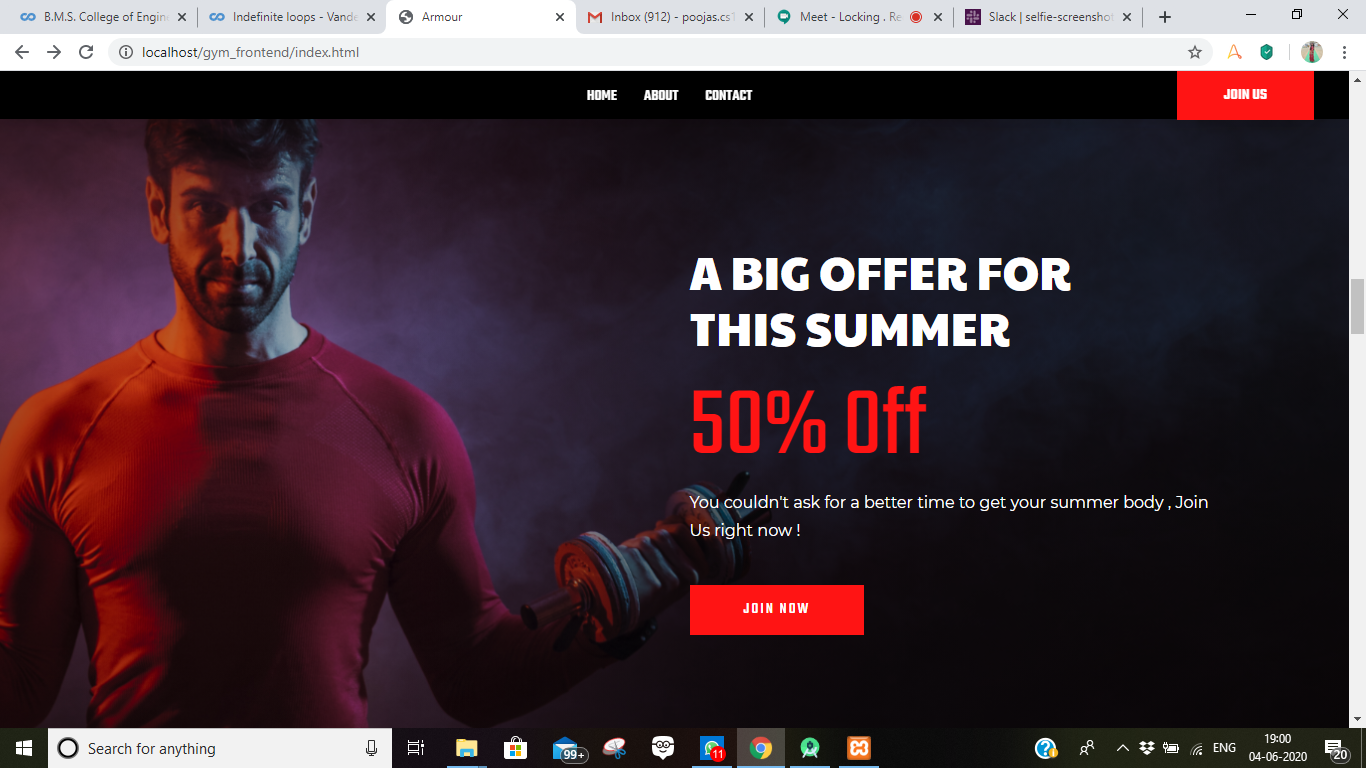 B.M.S. College of Engin
Indefinite loops - Vande
Armour
Inbox (912) - poojas.cs1
Meet - Locking . Re
Slack | selfie-screenshot
localhost/gym_frontend/index.html
HOME ABOUT CONTACT
JOIN US
A BIG OFFER FOR
THIS SUMMER
50% Off
You couldn't ask for a better time to get your summer body , Join
Us right now !
JOIN NOW
Search for anything
99+
11
ENG
19:00
04-06-2020
20